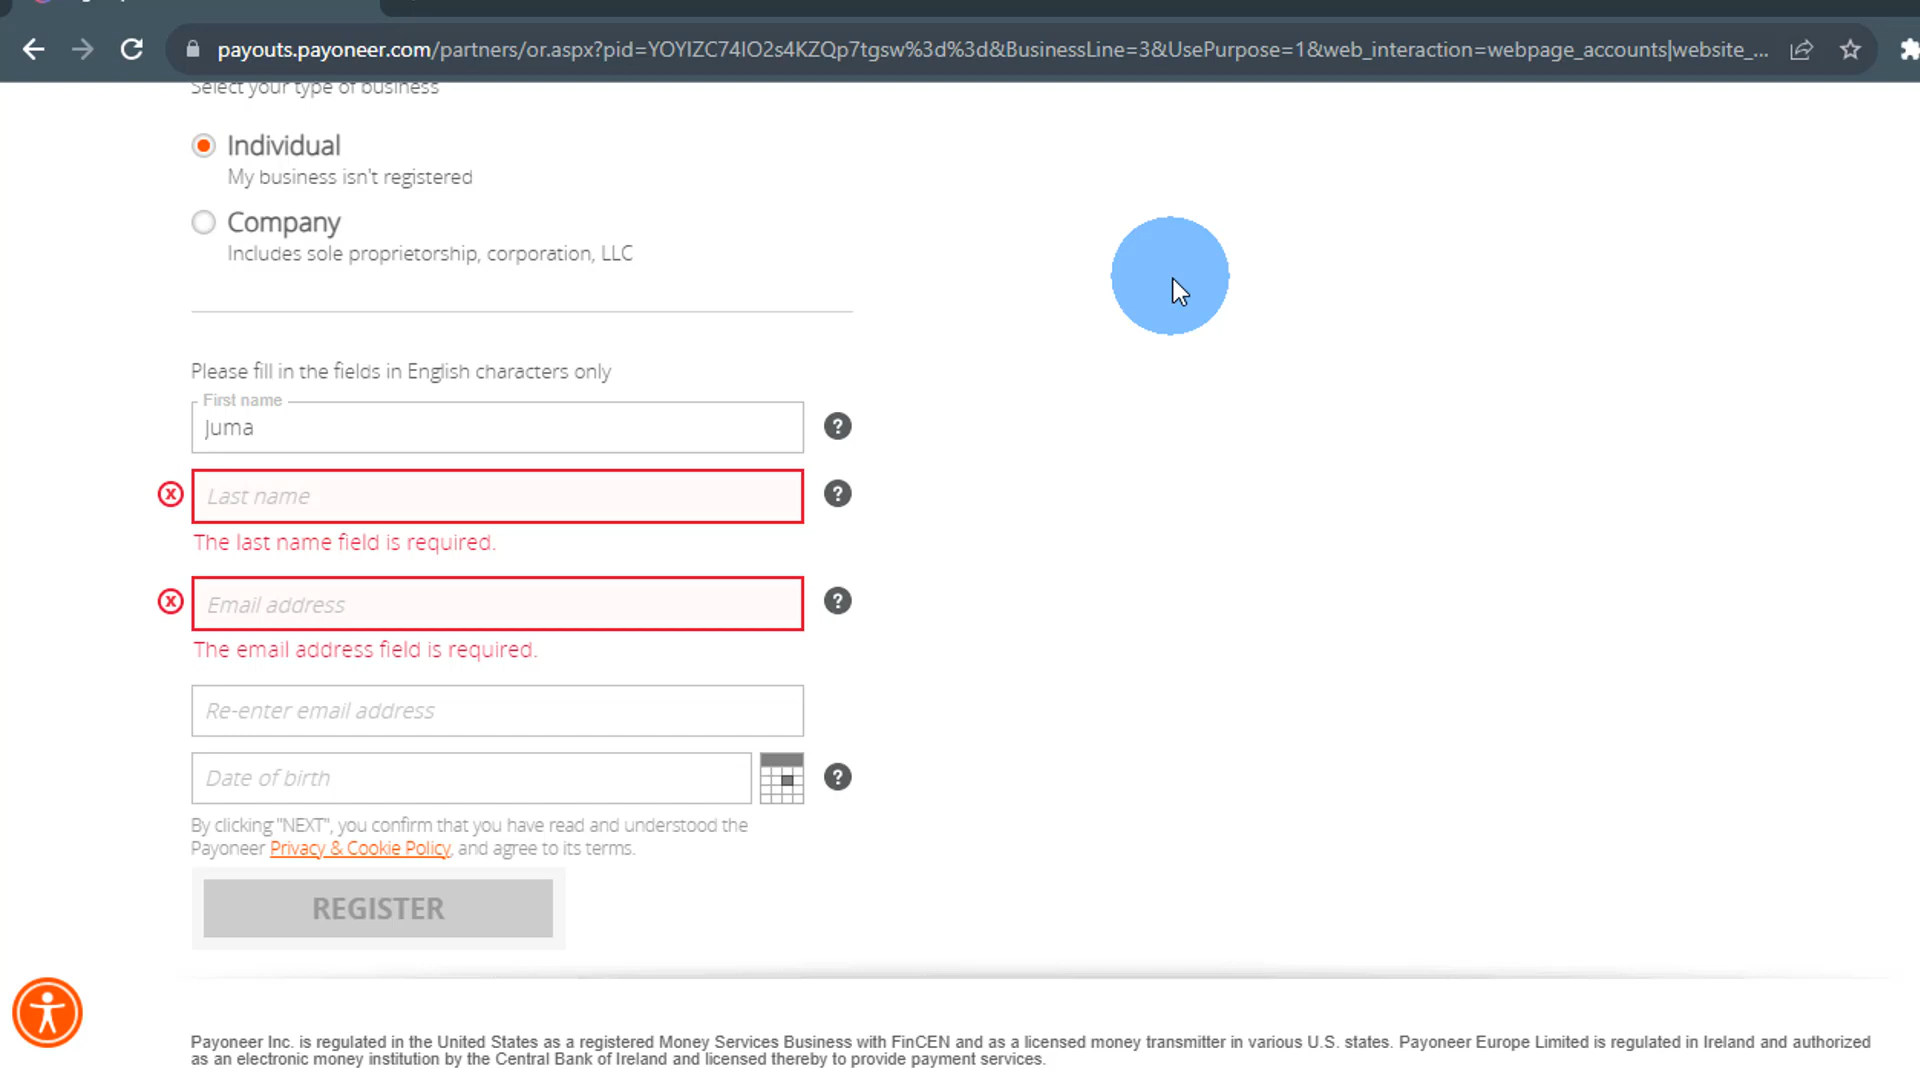 payouts.payoneer.com/partners/or.aspx?pid=YOYIZC74IO2s4KZQp7tgsw%3d%3d&BusinessLine=3&UsePurpose=1&web_interaction=webpage_accounts|website_...
Select your type of business
Individual
My business isn't registered
Company
Includes sole proprietorship, corporation, LLC
Please fill in the fields in English characters only
First name
Juma
?
x
Last name
?
The last name field is required.
x
Email address
?
The email address field is required.
Re-enter email address
Date of birth
?
By clicking "NEXT", you confirm that you have read and understood the
Payoneer Privacy & Cookie Policy, and agree to its terms.
REGISTER
Payoneer Inc. is regulated in the United States as a registered Money Services Business with FinCEN and as a licensed money transmitter in various U.S. states. Payoneer Europe Limited is regulated in Ireland and authorized
as an electronic money institution by the Central Bank of Ireland and licensed thereby to provide payment services.